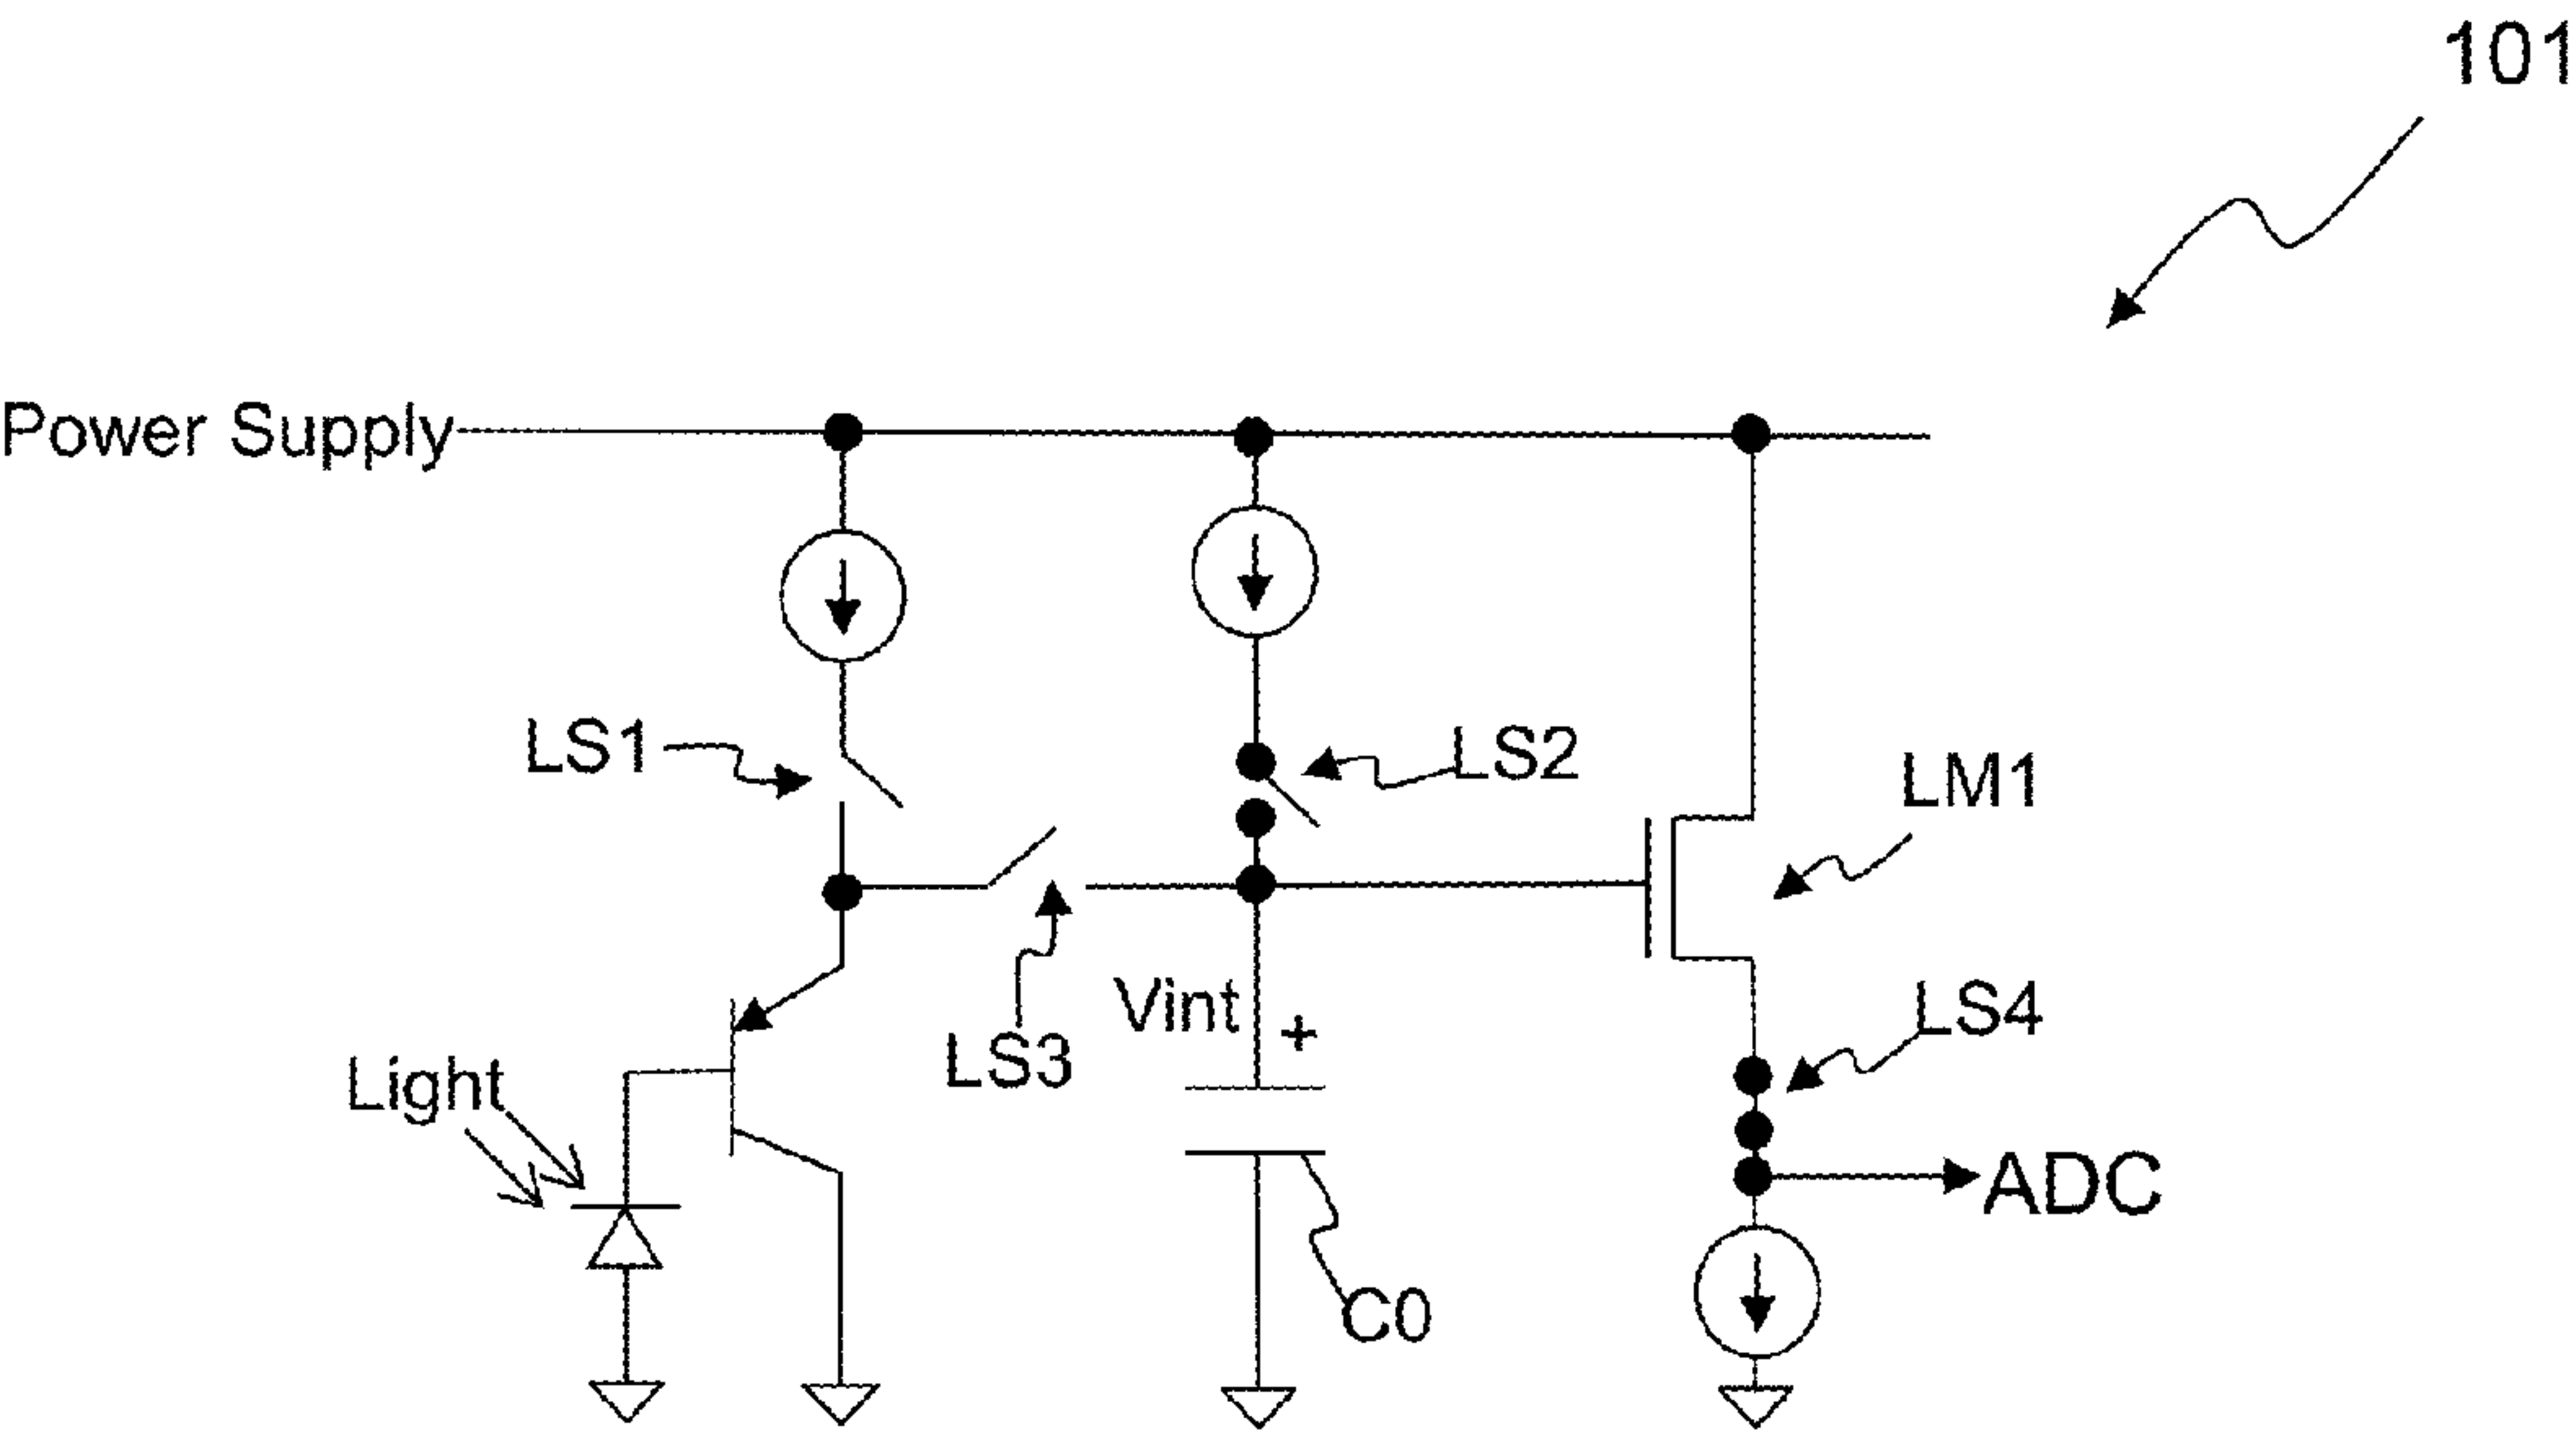 101
Power Supply
LS1
LS2
LM1
LS3
Vint
+
LS4
Light
ADC
C0